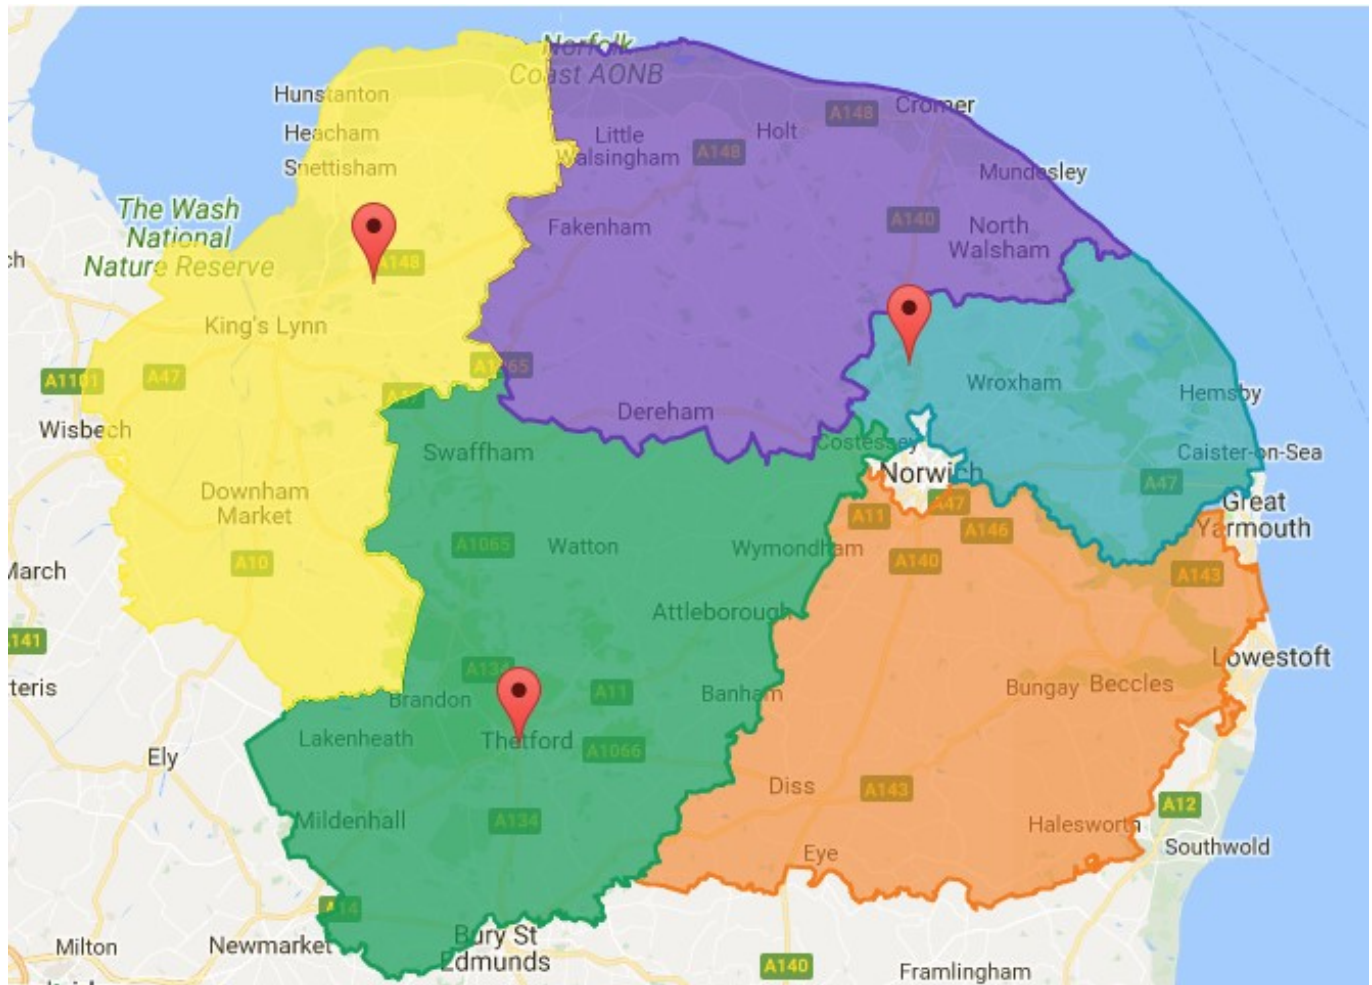 Norfolk
Coast AONB
Hunstanton
Cromer
A148
Holt
Little
Walsingham
A148
Heacham
Snettisham
Mundesley
The Wash
National
Nature Reserve
A140
North
Walsham
Fakenham
A148
King's Lynn
A1065
A1101
A47
Wroxham
Hemsby
A47
Dereham
Wisbech
Costessey
Swaffham
Caister-on-Sea
Norwich
A47
Downham
Market
A47
Great
Yarmouth
A11
A146
A1065
Watton
Wymondham
A140
A10
March
A143
Attleborough
A141
Lowestoft
A134
Brandon
A11
Banham
Bungay
Beccles
Lakenheath
Thetford
A1066
Ely
Diss
A143
A12
Mildenhall
A134
Halesworth
Southwold
Eye
A14
Milton
Newmarket
Bury St
Edmunds
A140
Framlingham